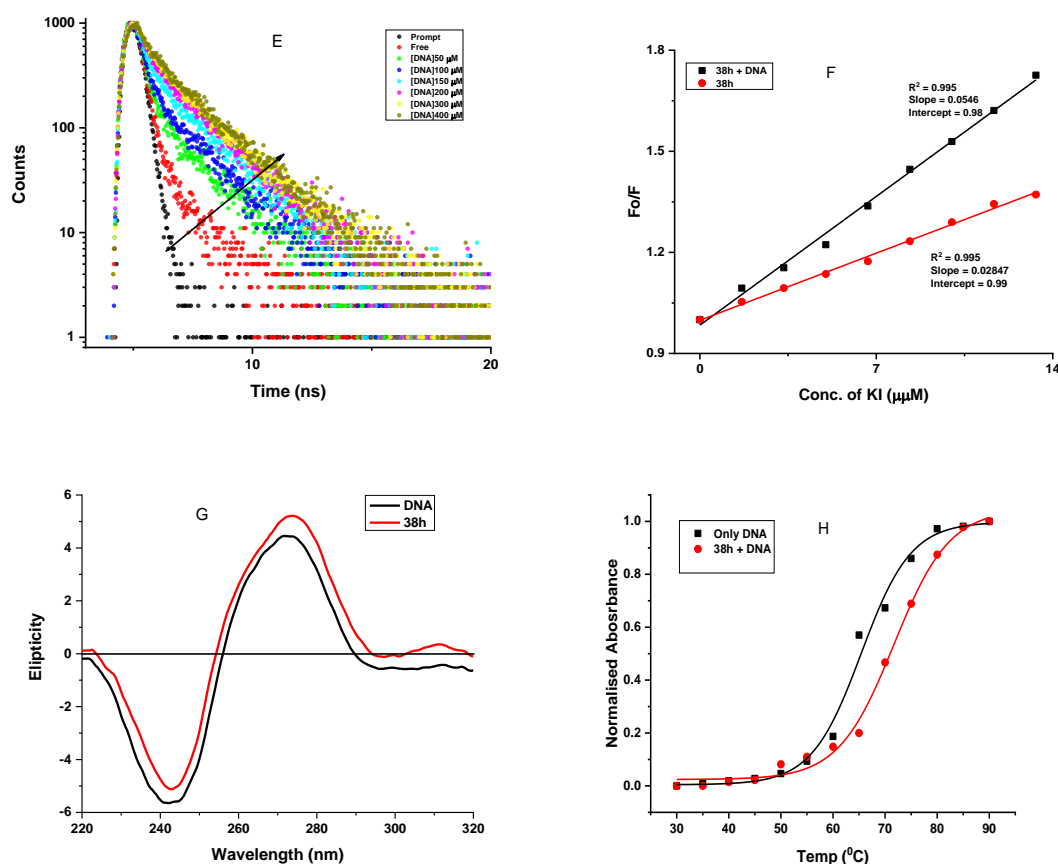 E
Prompt
Free
[DNA]50 μM
[DNA]100 μM
[DNA]150 μM
[DNA]200 μM
[DNA]300 μM
[DNA]400 μM
1000
100
10
1
Counts
10
20
Time (ns)
F
38h + DNA
38h
R² = 0.995
Slope = 0.0546
Intercept = 0.98
R² = 0.995
Slope = 0.02847
Intercept = 0.99
1.8
1.5
1.2
0.9
Fo/F
0
7
14
Conc. of KI (μμM)
G
DNA
38h
6
4
2
0
-2
-4
-6
Elipticity
220
240
260
280
300
320
Wavelength (nm)
H
Only DNA
38h + DNA
1.0
0.8
0.6
0.4
0.2
0.0
Normalised Abosrbance
30
40
50
60
70
80
90
Temp (⁰C)